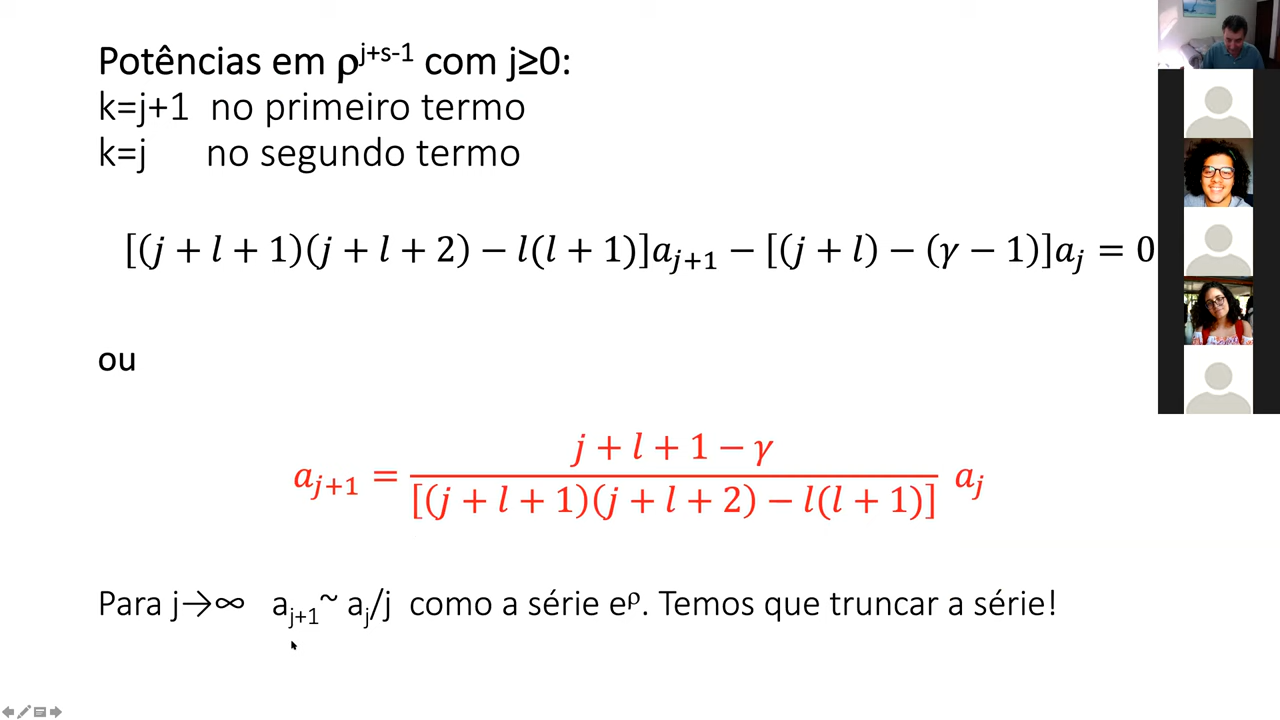 Potências em ρ^{j+s-1} com j≥0:
k=j+1 no primeiro termo
k=j no segundo termo
[(j + l + 1)(j + l + 2) − l(l + 1)]a_{j+1} − [(j + l) − (γ − 1)]a_j = 0
ou
a_{j+1} = \frac{j + l + 1 − γ}{[(j + l + 1)(j + l + 2) − l(l + 1)]} a_j
Para j→∞ a_{j+1}~ a_j/j como a série e^ρ. Temos que truncar a série!